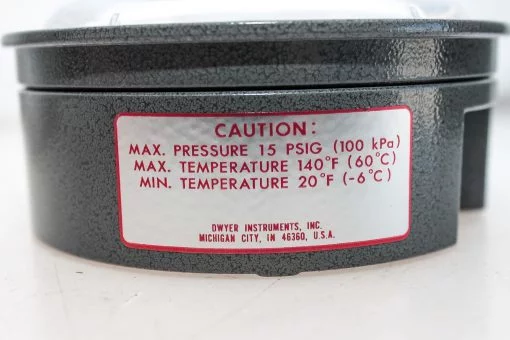 CAUTION:
MAX. PRESSURE 15 PSIG (100 kPa)
MAX. TEMPERATURE 140°F (60°C)
MIN. TEMPERATURE 20°F (-6°C)
DWYER INSTRUMENTS, INC.
MICHIGAN CITY, IN 46360, U.S.A.